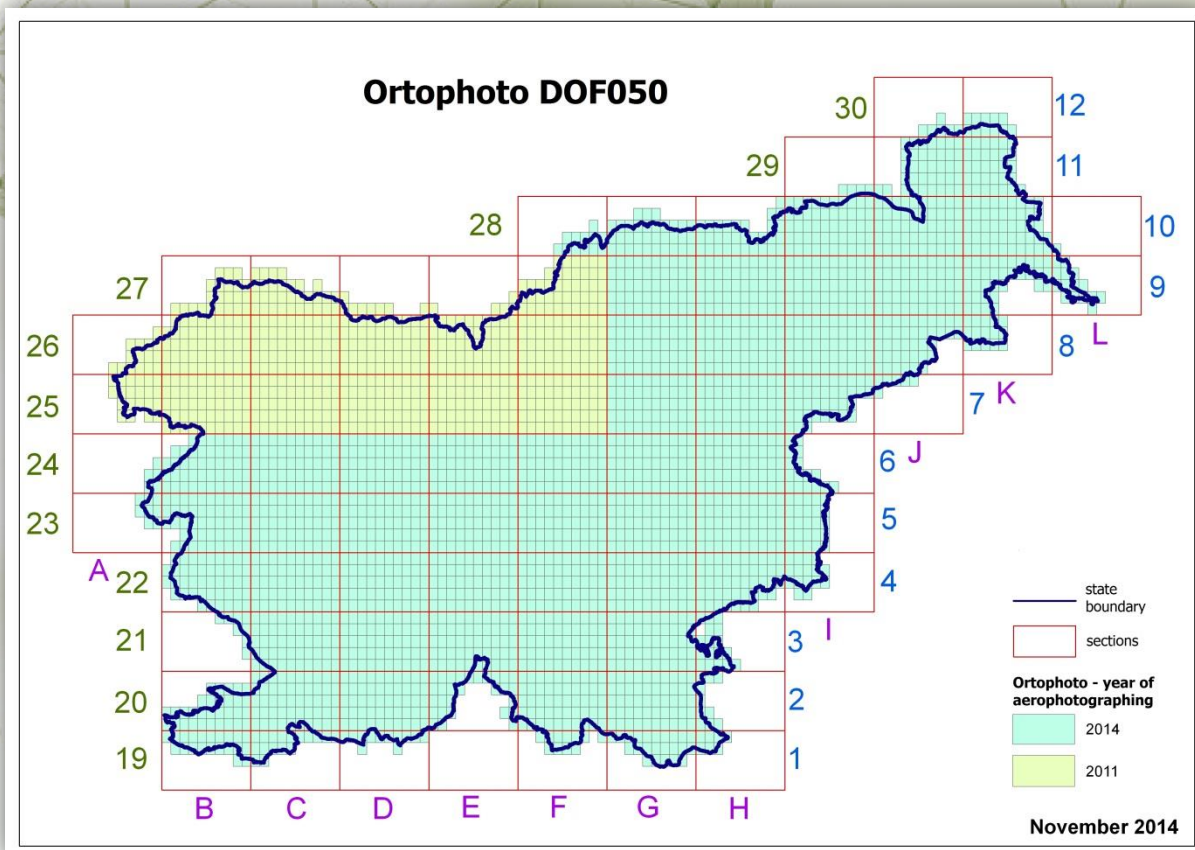 Ortophoto DOF050
30
12
29
11
28
10
27
9
26
8
L
25
7
K
24
6
J
23
5
A
22
4
21
3
I
20
2
19
1
B
C
D
E
F
G
H
state
boundary
sections
Ortophoto - year of
aerophotographing
2014
2011
November 2014